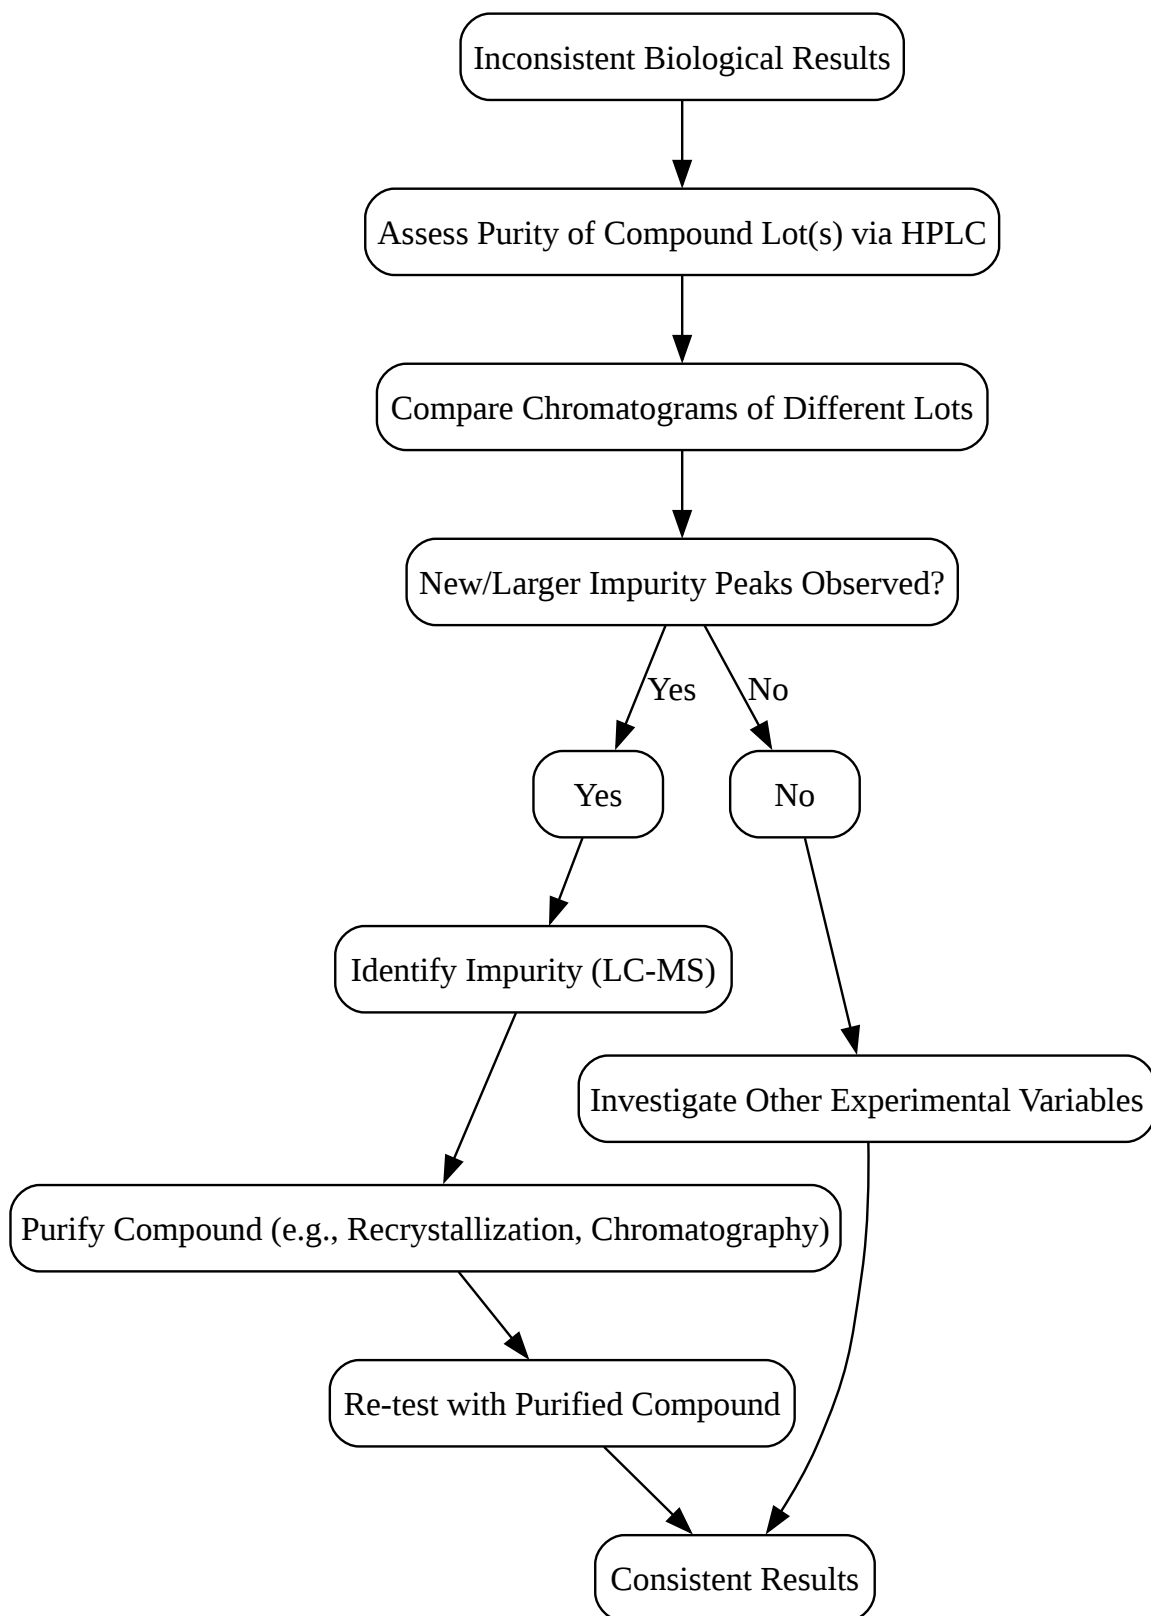 Inconsistent Biological Results
Assess Purity of Compound Lot(s) via HPLC
Compare Chromatograms of Different Lots
New/Larger Impurity Peaks Observed?
Yes
No
Yes
No
Identify Impurity (LC-MS)
Investigate Other Experimental Variables
Purify Compound (e.g., Recrystallization, Chromatography)
Re-test with Purified Compound
Consistent Results